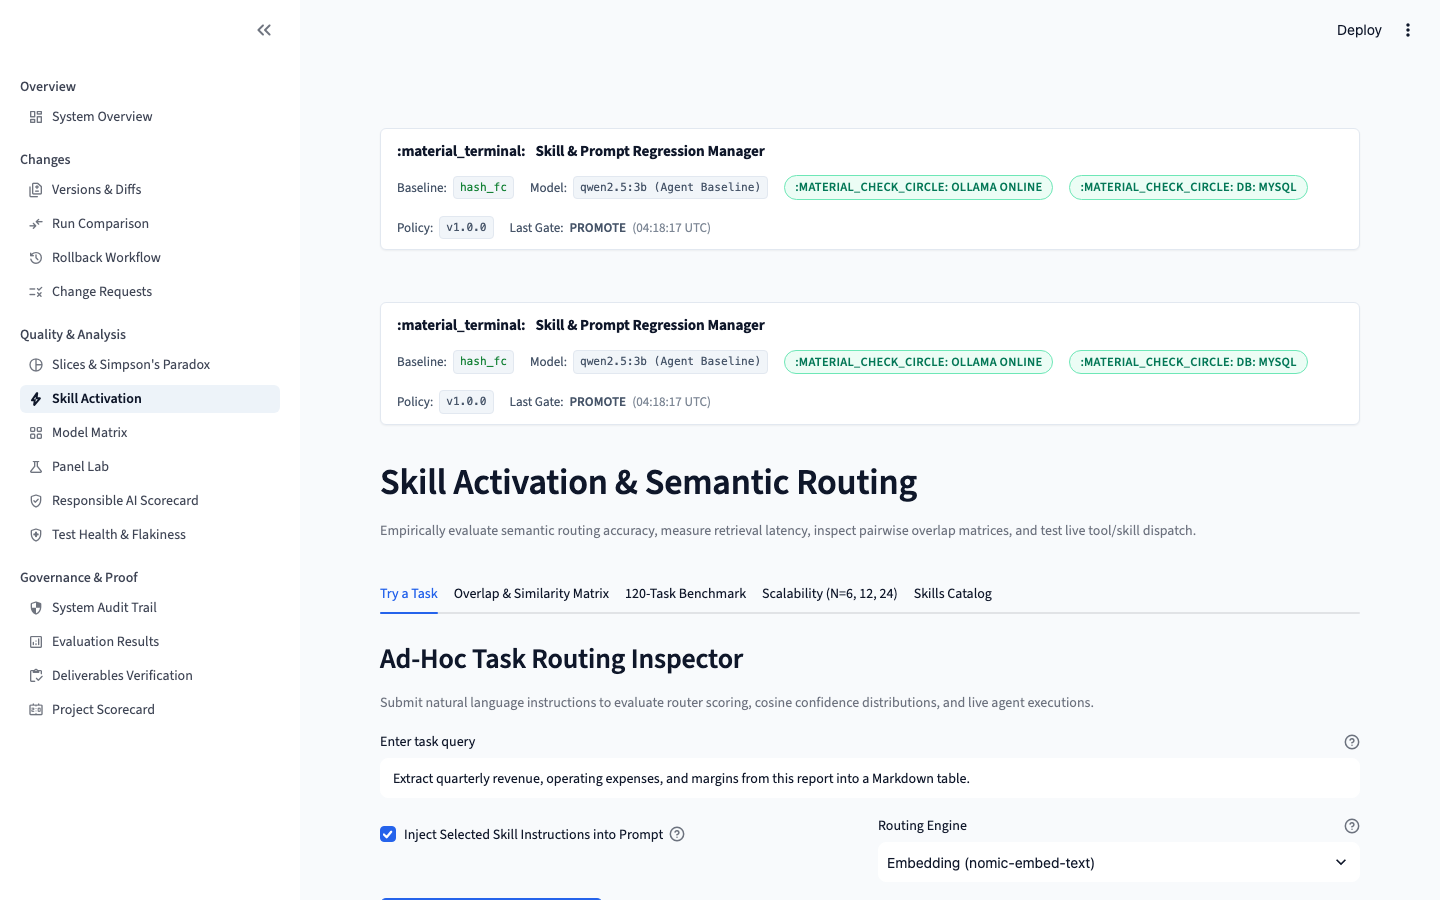 Deploy
Overview
System Overview
Changes
Versions & Diffs
Run Comparison
Rollback Workflow
Change Requests
Quality & Analysis
Slices & Simpson's Paradox
Skill Activation
Model Matrix
Panel Lab
Responsible AI Scorecard
Test Health & Flakiness
Governance & Proof
System Audit Trail
Evaluation Results
Deliverables Verification
Project Scorecard
:material_terminal: Skill & Prompt Regression Manager
Baseline: hash_fc Model: qwen2.5:3b (Agent Baseline) :MATERIAL_CHECK_CIRCLE: OLLAMA ONLINE :MATERIAL_CHECK_CIRCLE: DB: MYSQL
Policy: v1.0.0 Last Gate: PROMOTE (04:18:17 UTC)
:material_terminal: Skill & Prompt Regression Manager
Baseline: hash_fc Model: qwen2.5:3b (Agent Baseline) :MATERIAL_CHECK_CIRCLE: OLLAMA ONLINE :MATERIAL_CHECK_CIRCLE: DB: MYSQL
Policy: v1.0.0 Last Gate: PROMOTE (04:18:17 UTC)
Skill Activation & Semantic Routing
Empirically evaluate semantic routing accuracy, measure retrieval latency, inspect pairwise overlap matrices, and test live tool/skill dispatch.
Try a Task Overlap & Similarity Matrix 120-Task Benchmark Scalability (N=6, 12, 24) Skills Catalog
Ad-Hoc Task Routing Inspector
Submit natural language instructions to evaluate router scoring, cosine confidence distributions, and live agent executions.
Enter task query
Extract quarterly revenue, operating expenses, and margins from this report into a Markdown table.
Inject Selected Skill Instructions into Prompt
Routing Engine
Embedding (nomic-embed-text)